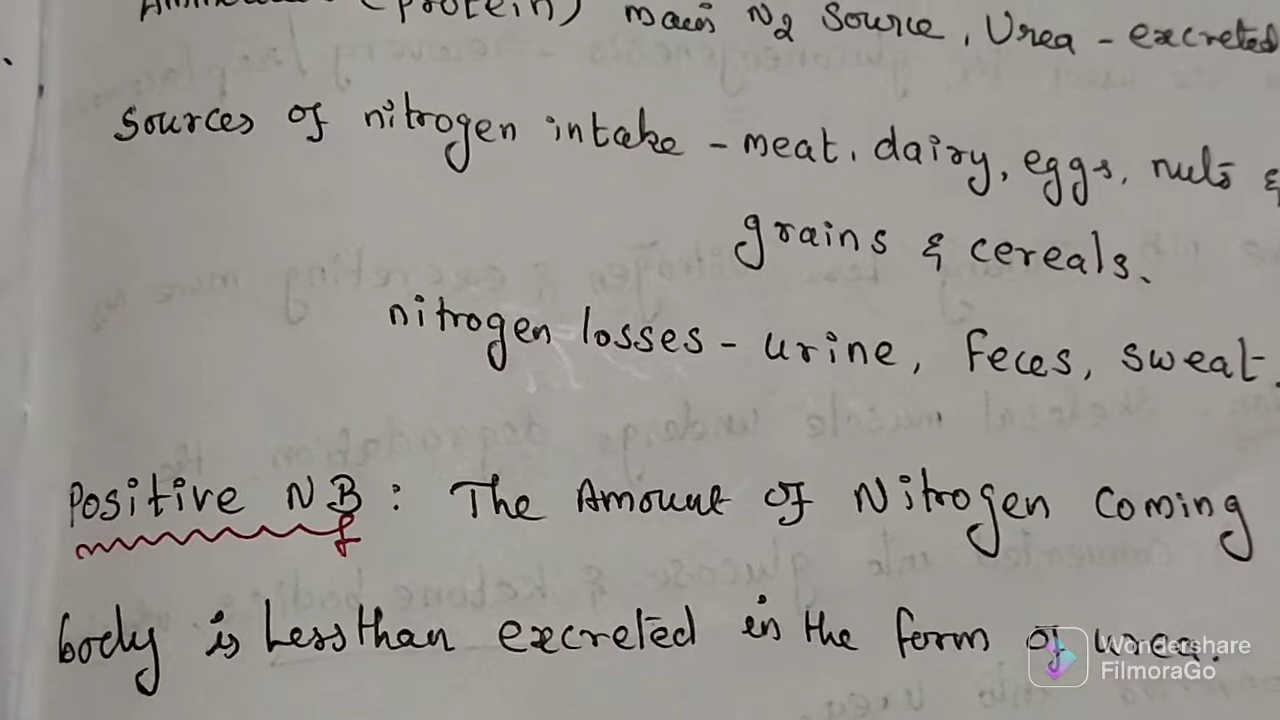 (Protein) main N2 source, Urea - excreted
Sources of nitrogen intake - meat, dairy, eggs, nuts &
grains & cereals.
nitrogen losses - urine, Feces, sweat.
Positive NB: The Amount of Nitrogen Coming
body is Less than excreted in the form of urea.
Wondershare
FilmoraGo